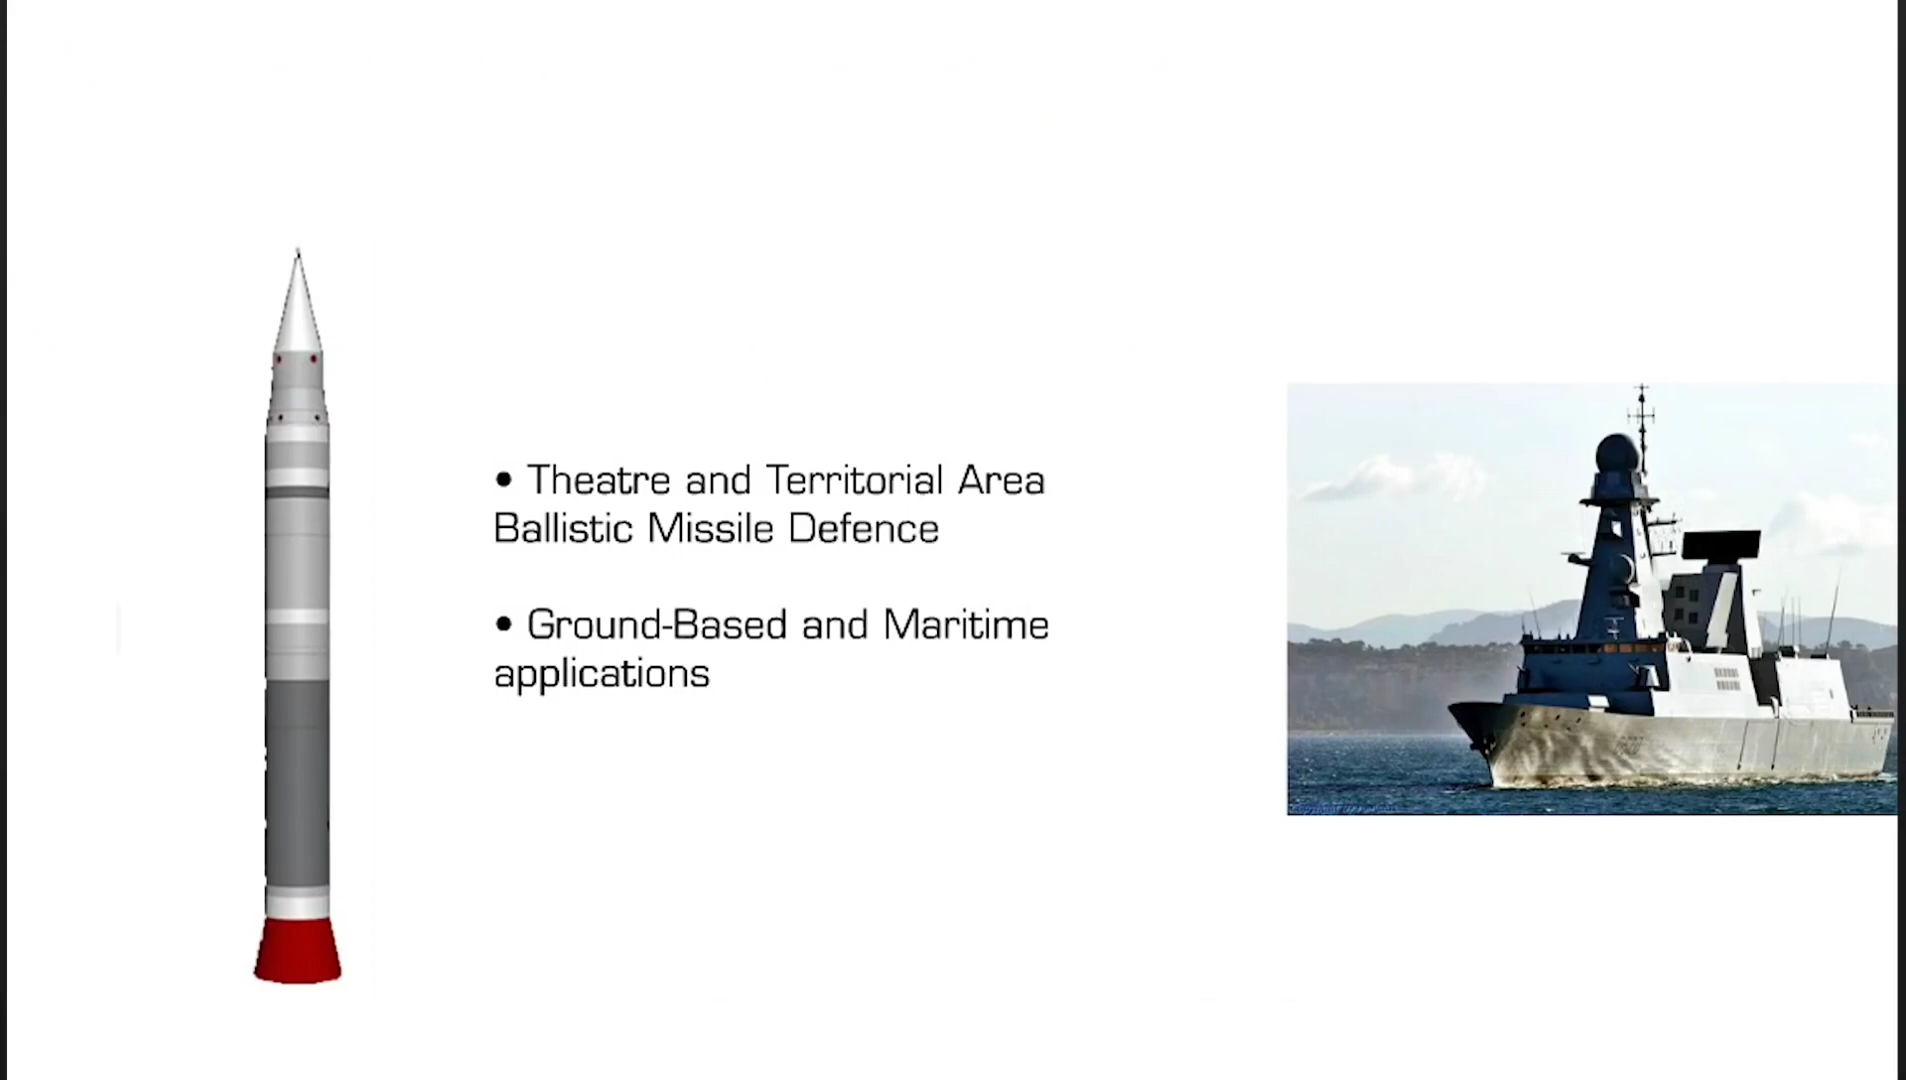 • Theatre and Territorial Area
Ballistic Missile Defence
• Ground-Based and Maritime
applications